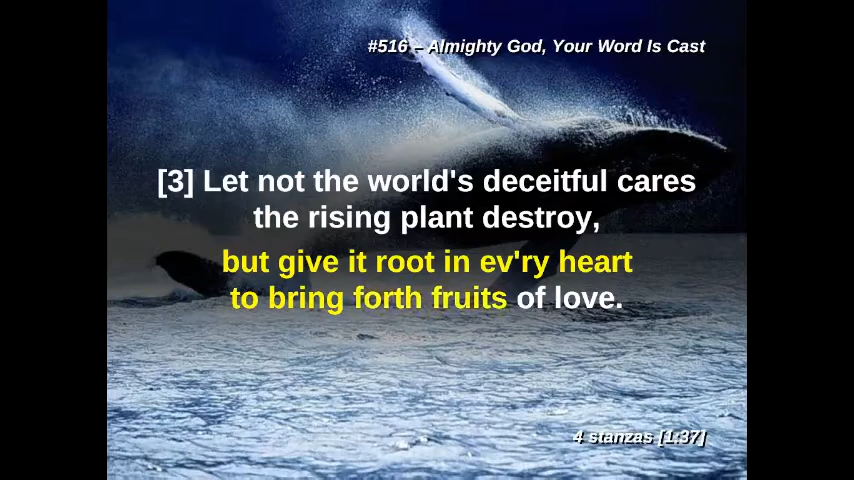 #516 – Almighty God, Your Word Is Cast
[3] Let not the world's deceitful cares
the rising plant destroy,
but give it root in ev'ry heart
to bring forth fruits of love.
4 stanzas [1:37]